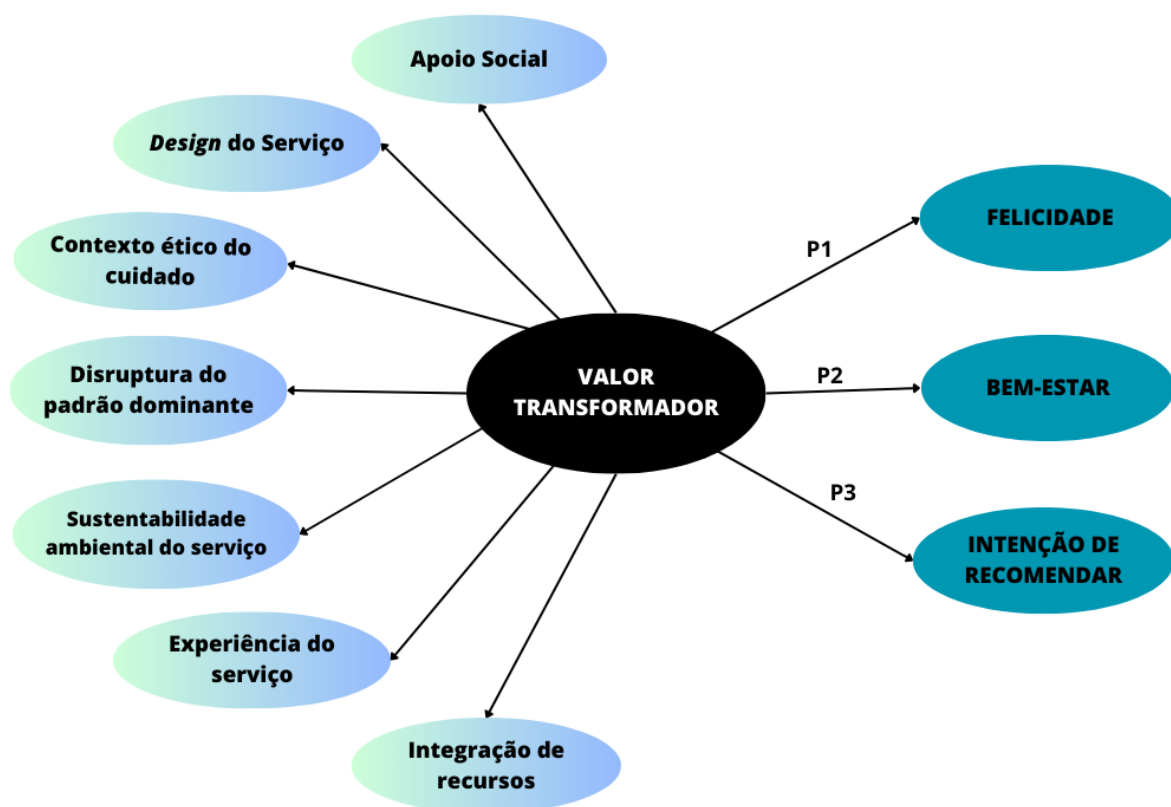 Apoio Social
Design do Serviço
Contexto ético do
cuidado
Disruptura do
padrão dominante
Sustentabilidade
ambiental do serviço
Experiência do
serviço
Integração de
recursos
VALOR
TRANSFORMADOR
P1
P2
P3
FELICIDADE
BEM-ESTAR
INTENÇÃO DE
RECOMENDAR